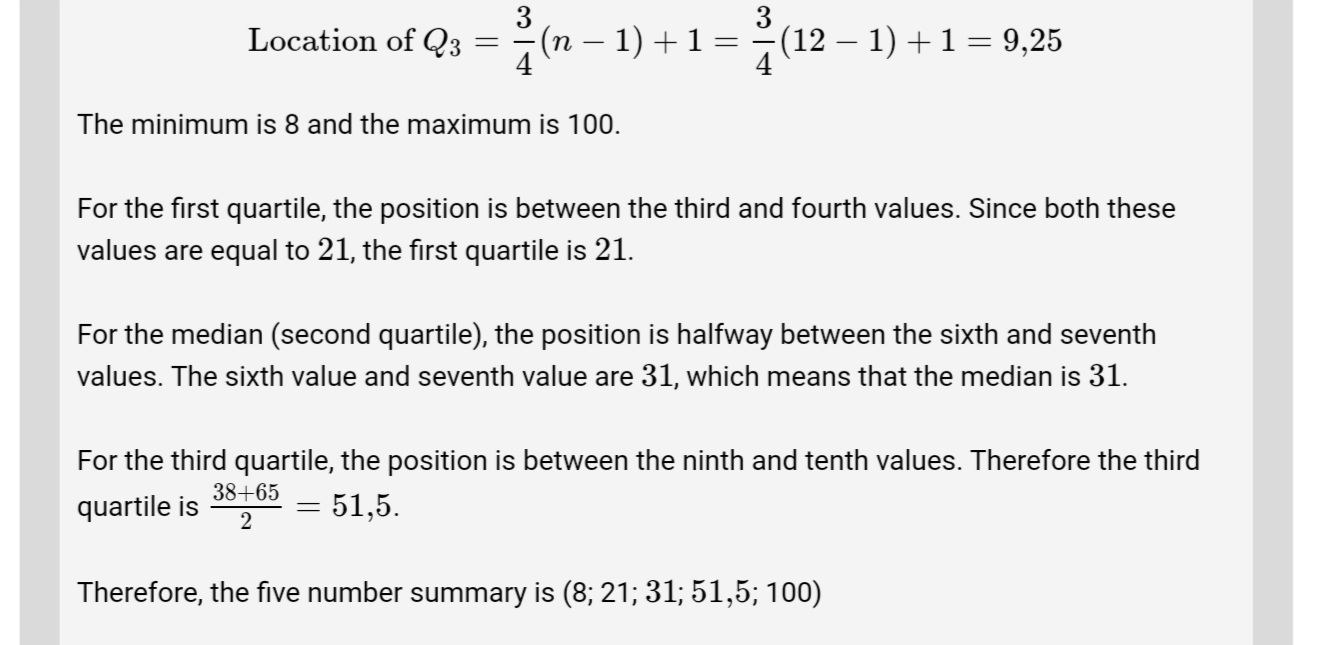 Location of Q₃ = 3/4 (n − 1) + 1 = 3/4 (12 − 1) + 1 = 9,25
The minimum is 8 and the maximum is 100.
For the first quartile, the position is between the third and fourth values. Since both these
values are equal to 21, the first quartile is 21.
For the median (second quartile), the position is halfway between the sixth and seventh
values. The sixth value and seventh value are 31, which means that the median is 31.
For the third quartile, the position is between the ninth and tenth values. Therefore the third
quartile is (38+65)/2 = 51,5.
Therefore, the five number summary is (8; 21; 31; 51,5; 100)